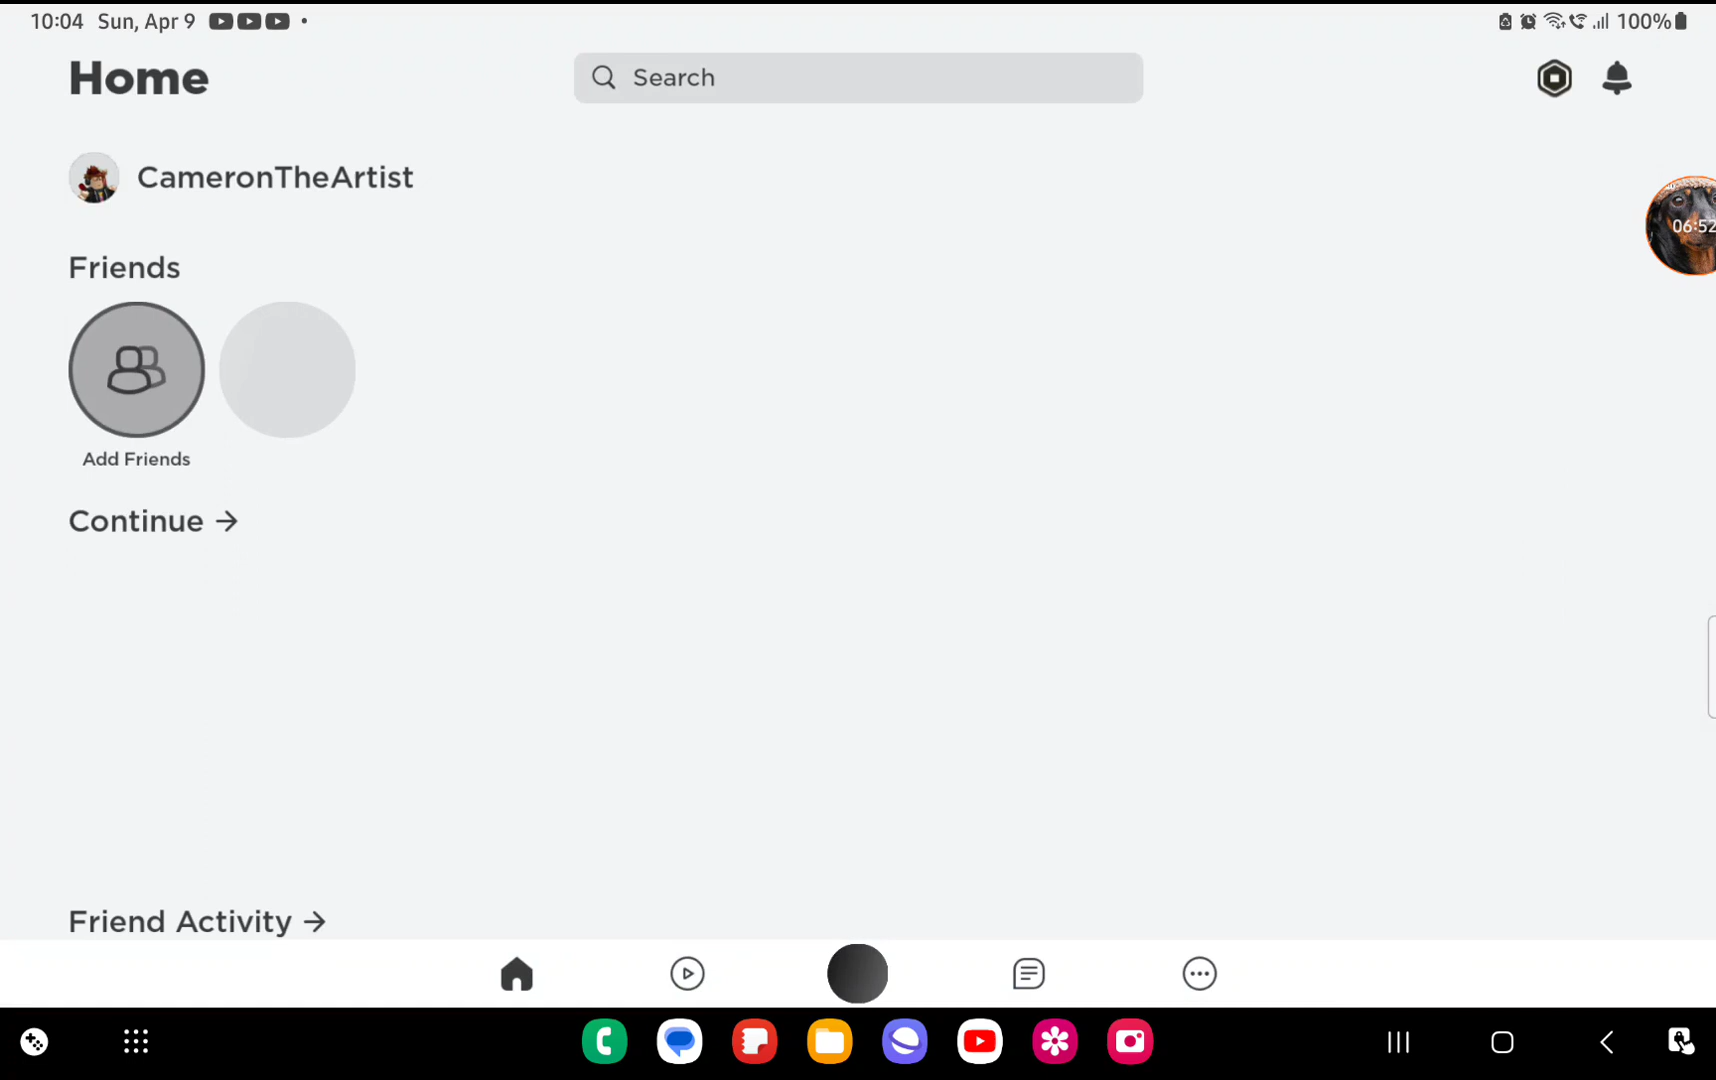 10:04 Sun, Apr 9 100%
Home
Search
CameronTheArtist
06:52
Friends
Add Friends
Continue →
Friend Activity →